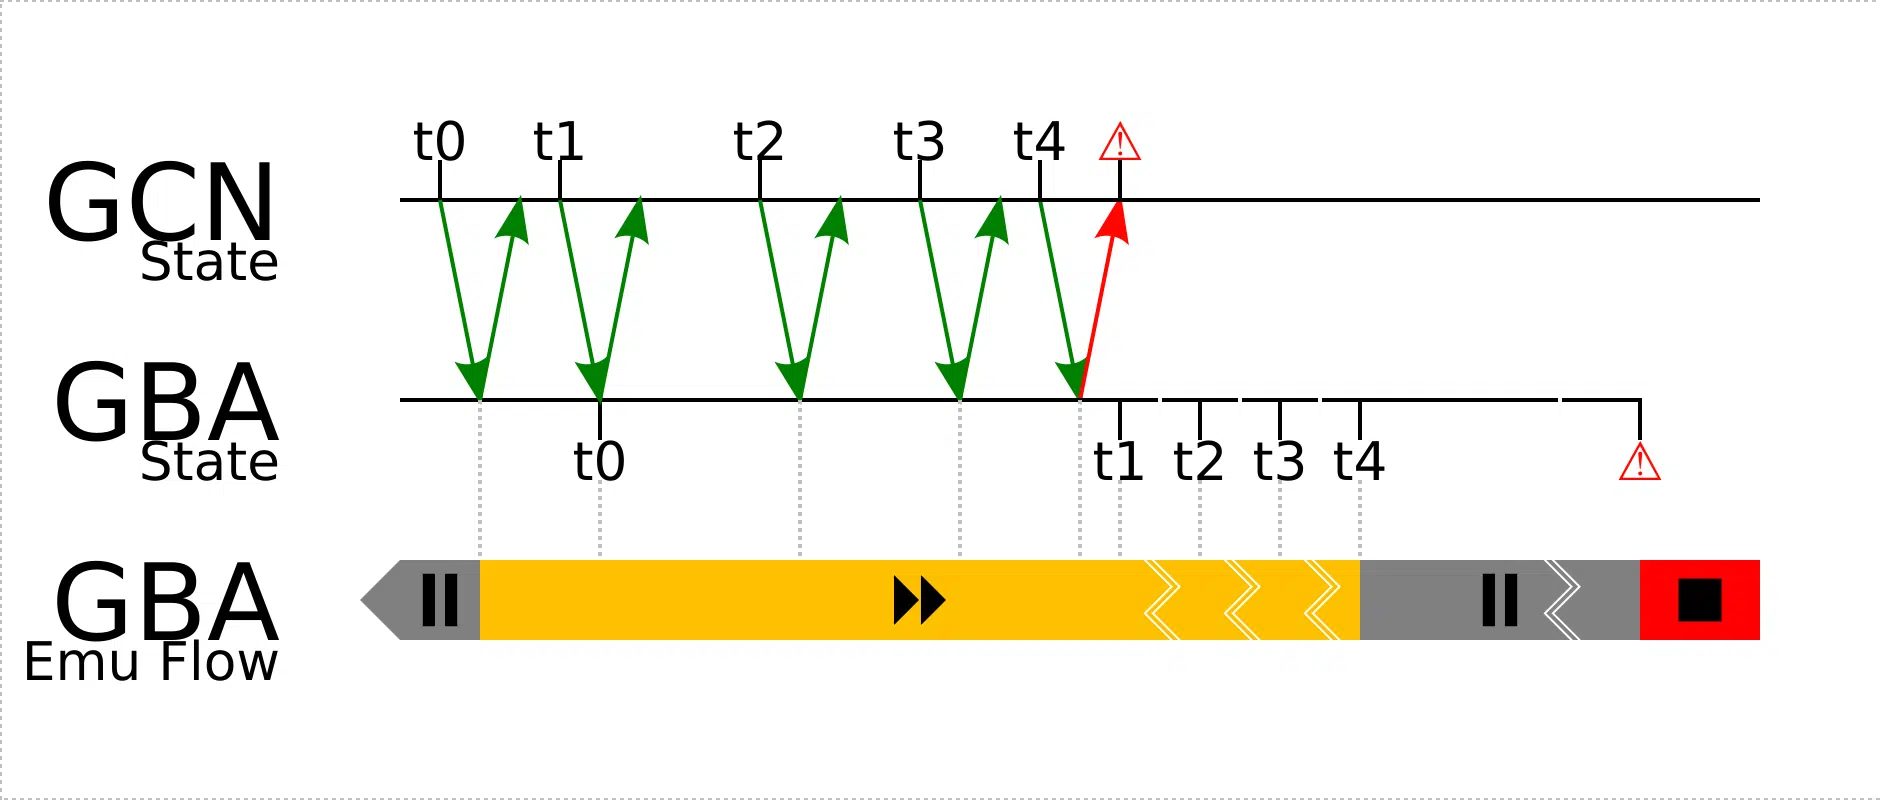 t0 t1 t2 t3 t4 ⚠
GCN
State
GBA
State
t0 t1 t2 t3 t4 ⚠
GBA
Emu Flow